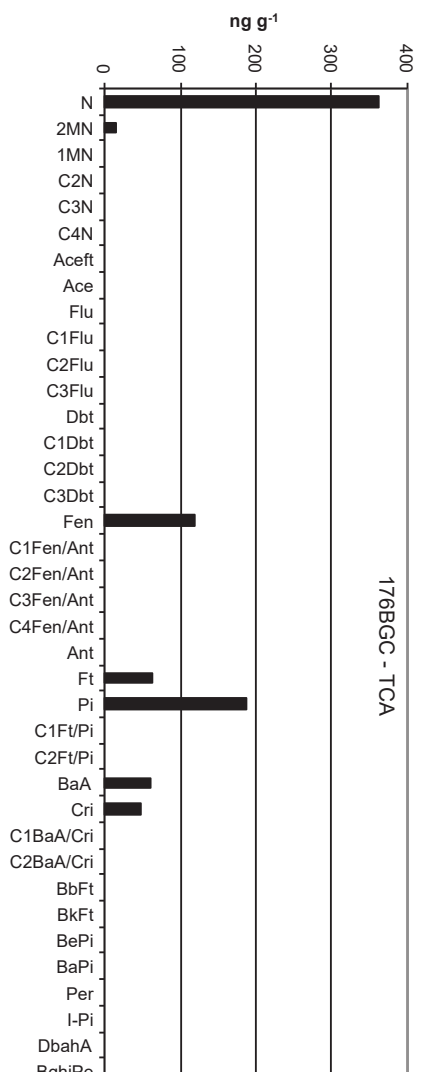 ng g-1
0 100 200 300 400
N
2MN
1MN
C2N
C3N
C4N
Aceft
Ace
Flu
C1Flu
C2Flu
C3Flu
Dbt
C1Dbt
C2Dbt
C3Dbt
Fen
C1Fen/Ant
C2Fen/Ant
C3Fen/Ant
C4Fen/Ant
Ant
Ft
Pi
C1Ft/Pi
C2Ft/Pi
BaA
Cri
C1BaA/Cri
C2BaA/Cri
BbFt
BkFt
BePi
BaPi
Per
I-Pi
DbahA
176BGC - TCA